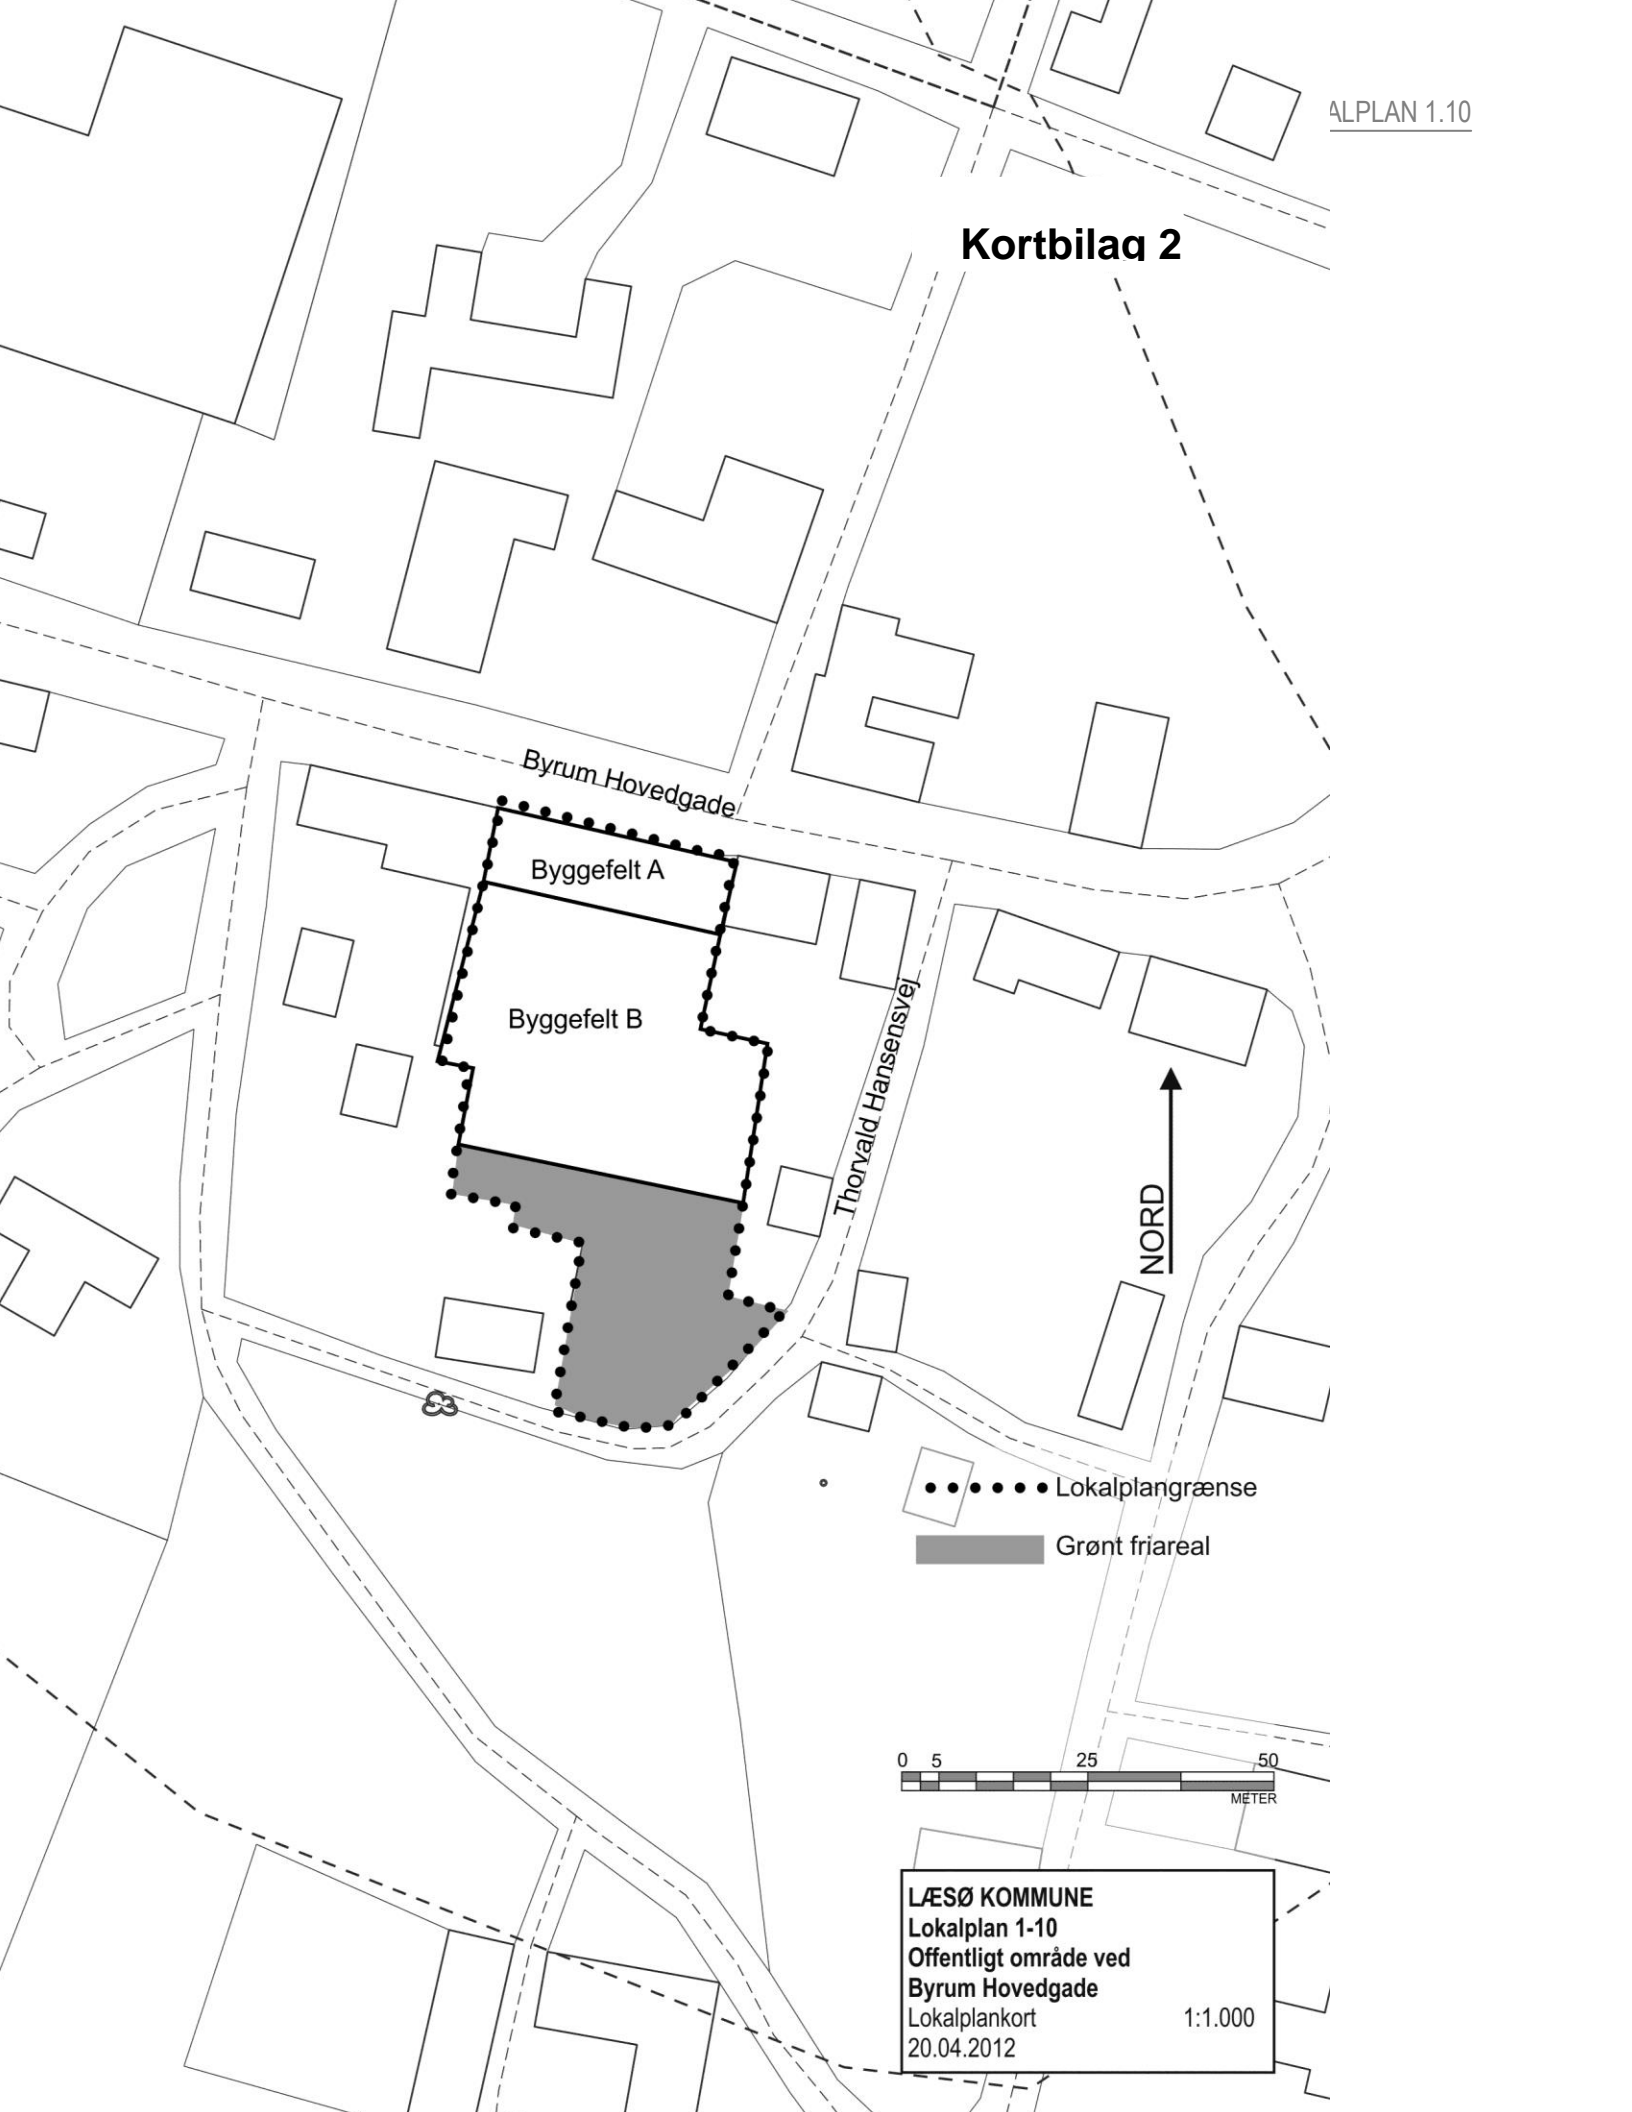 ALPLAN 1.10
Kortbilag 2
Byrum Hovedgade
Byggefelt A
Byggefelt B
Thorvald Hansensvej
NORD
Lokalplangrænse
Grønt friareal
0 5 25 50
METER
LÆSØ KOMMUNE
Lokalplan 1-10
Offentligt område ved
Byrum Hovedgade
Lokalplankort 1:1.000
20.04.2012